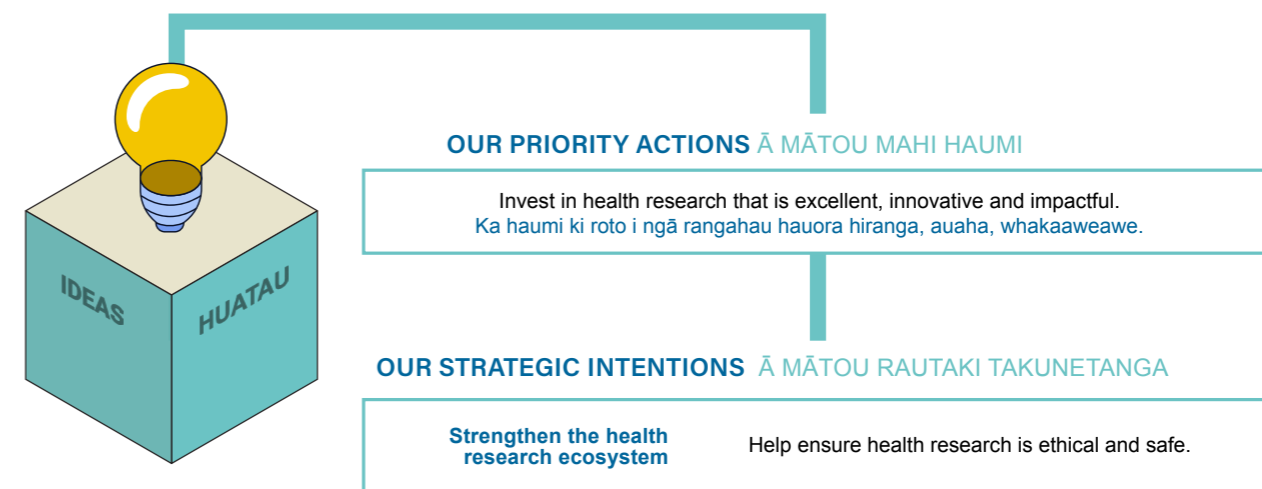 OUR PRIORITY ACTIONS Ā MĀTOU MAHI HAUMI
Invest in health research that is excellent, innovative and impactful.
Ka haumi ki roto i ngā rangahau hauora hiranga, auaha, whakaaweawe.
IDEAS
HUATAU
OUR STRATEGIC INTENTIONS Ā MĀTOU RAUTAKI TAKUNETANGA
Strengthen the health
research ecosystem
Help ensure health research is ethical and safe.